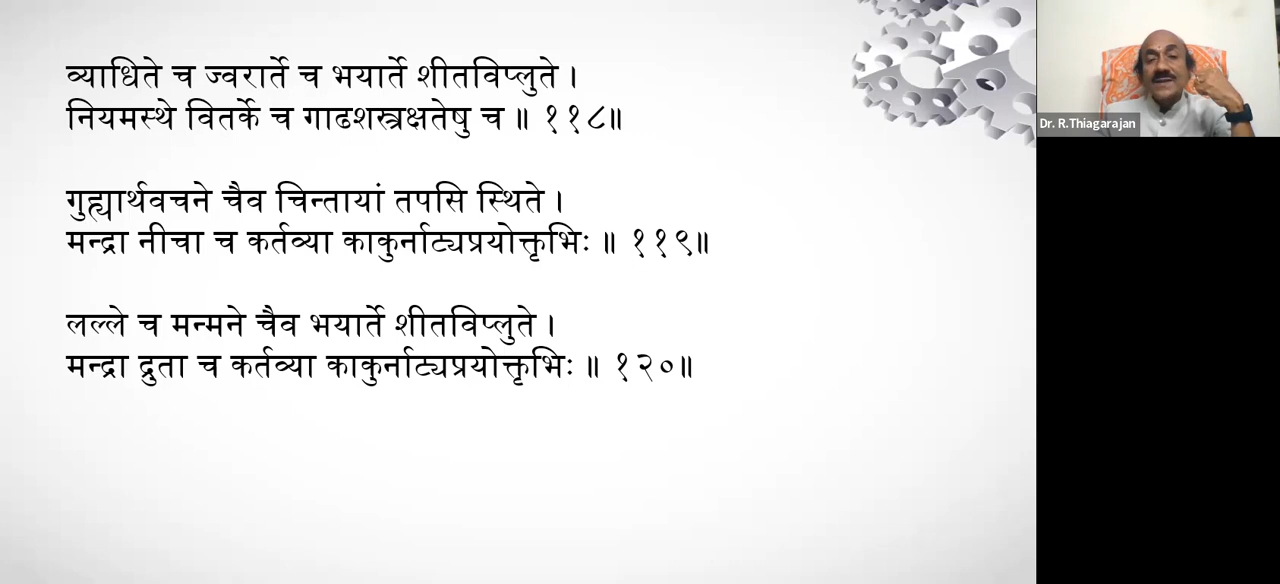 व्याधिते च ज्वरार्ते च भयार्ते शीतविप्लुते ।
नियमस्थे वितर्के च गाढशस्त्रक्षतेषु च ॥ ११८॥
गुह्यार्थवचने चैव चिन्तायां तपसि स्थिते ।
मन्द्रा नीचा च कर्तव्या काकुर्नाट्यप्रयोक्तृभिः ॥ ११९॥
लल्ले च मन्मने चैव भयार्ते शीतविप्लुते ।
मन्द्रा द्रुता च कर्तव्या काकुर्नाट्यप्रयोक्तृभिः ॥ १२०॥
Dr. R.Thiagarajan